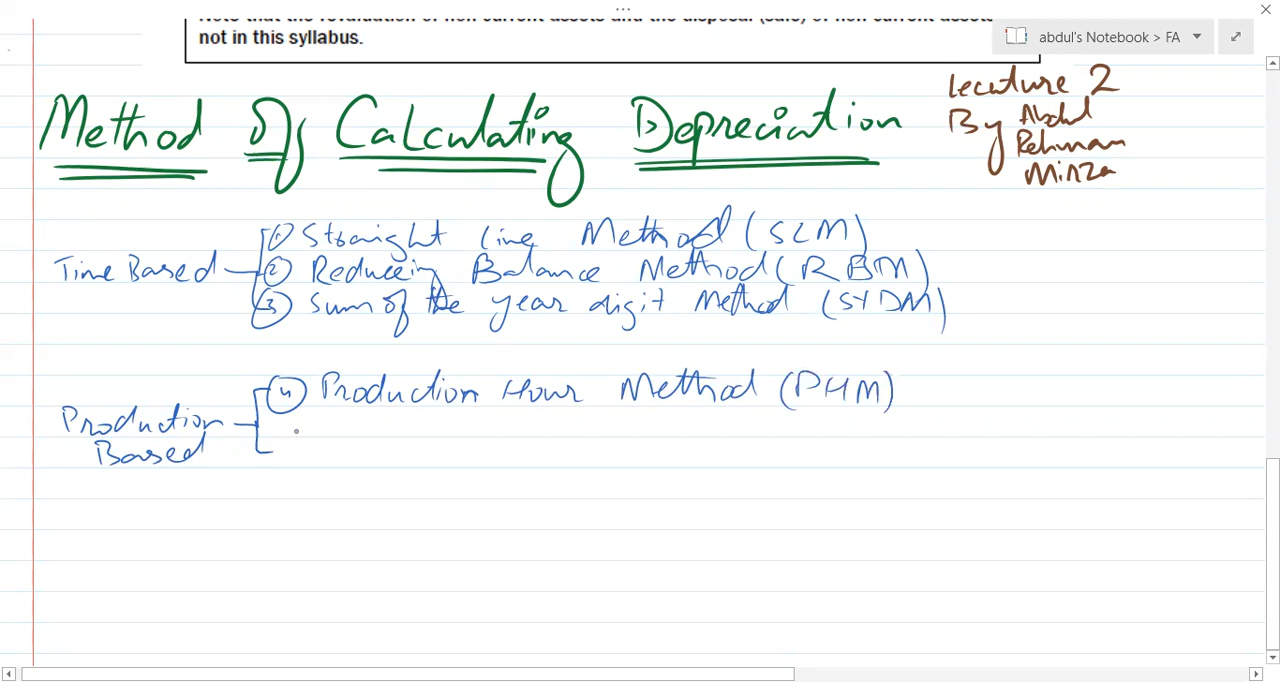 not in this syllabus.
abdul's Notebook > FA
Method Of Calculating Depreciation
Lecuture 2
By Abdul
Rehman
Mirza
Time Based
1) Straight line Method (SLM)
2) Reduceing Balance Method (RBM)
3) Sum of the year digit Method (SYDM)
Production
Based
4) Production Hour Method (PHM)